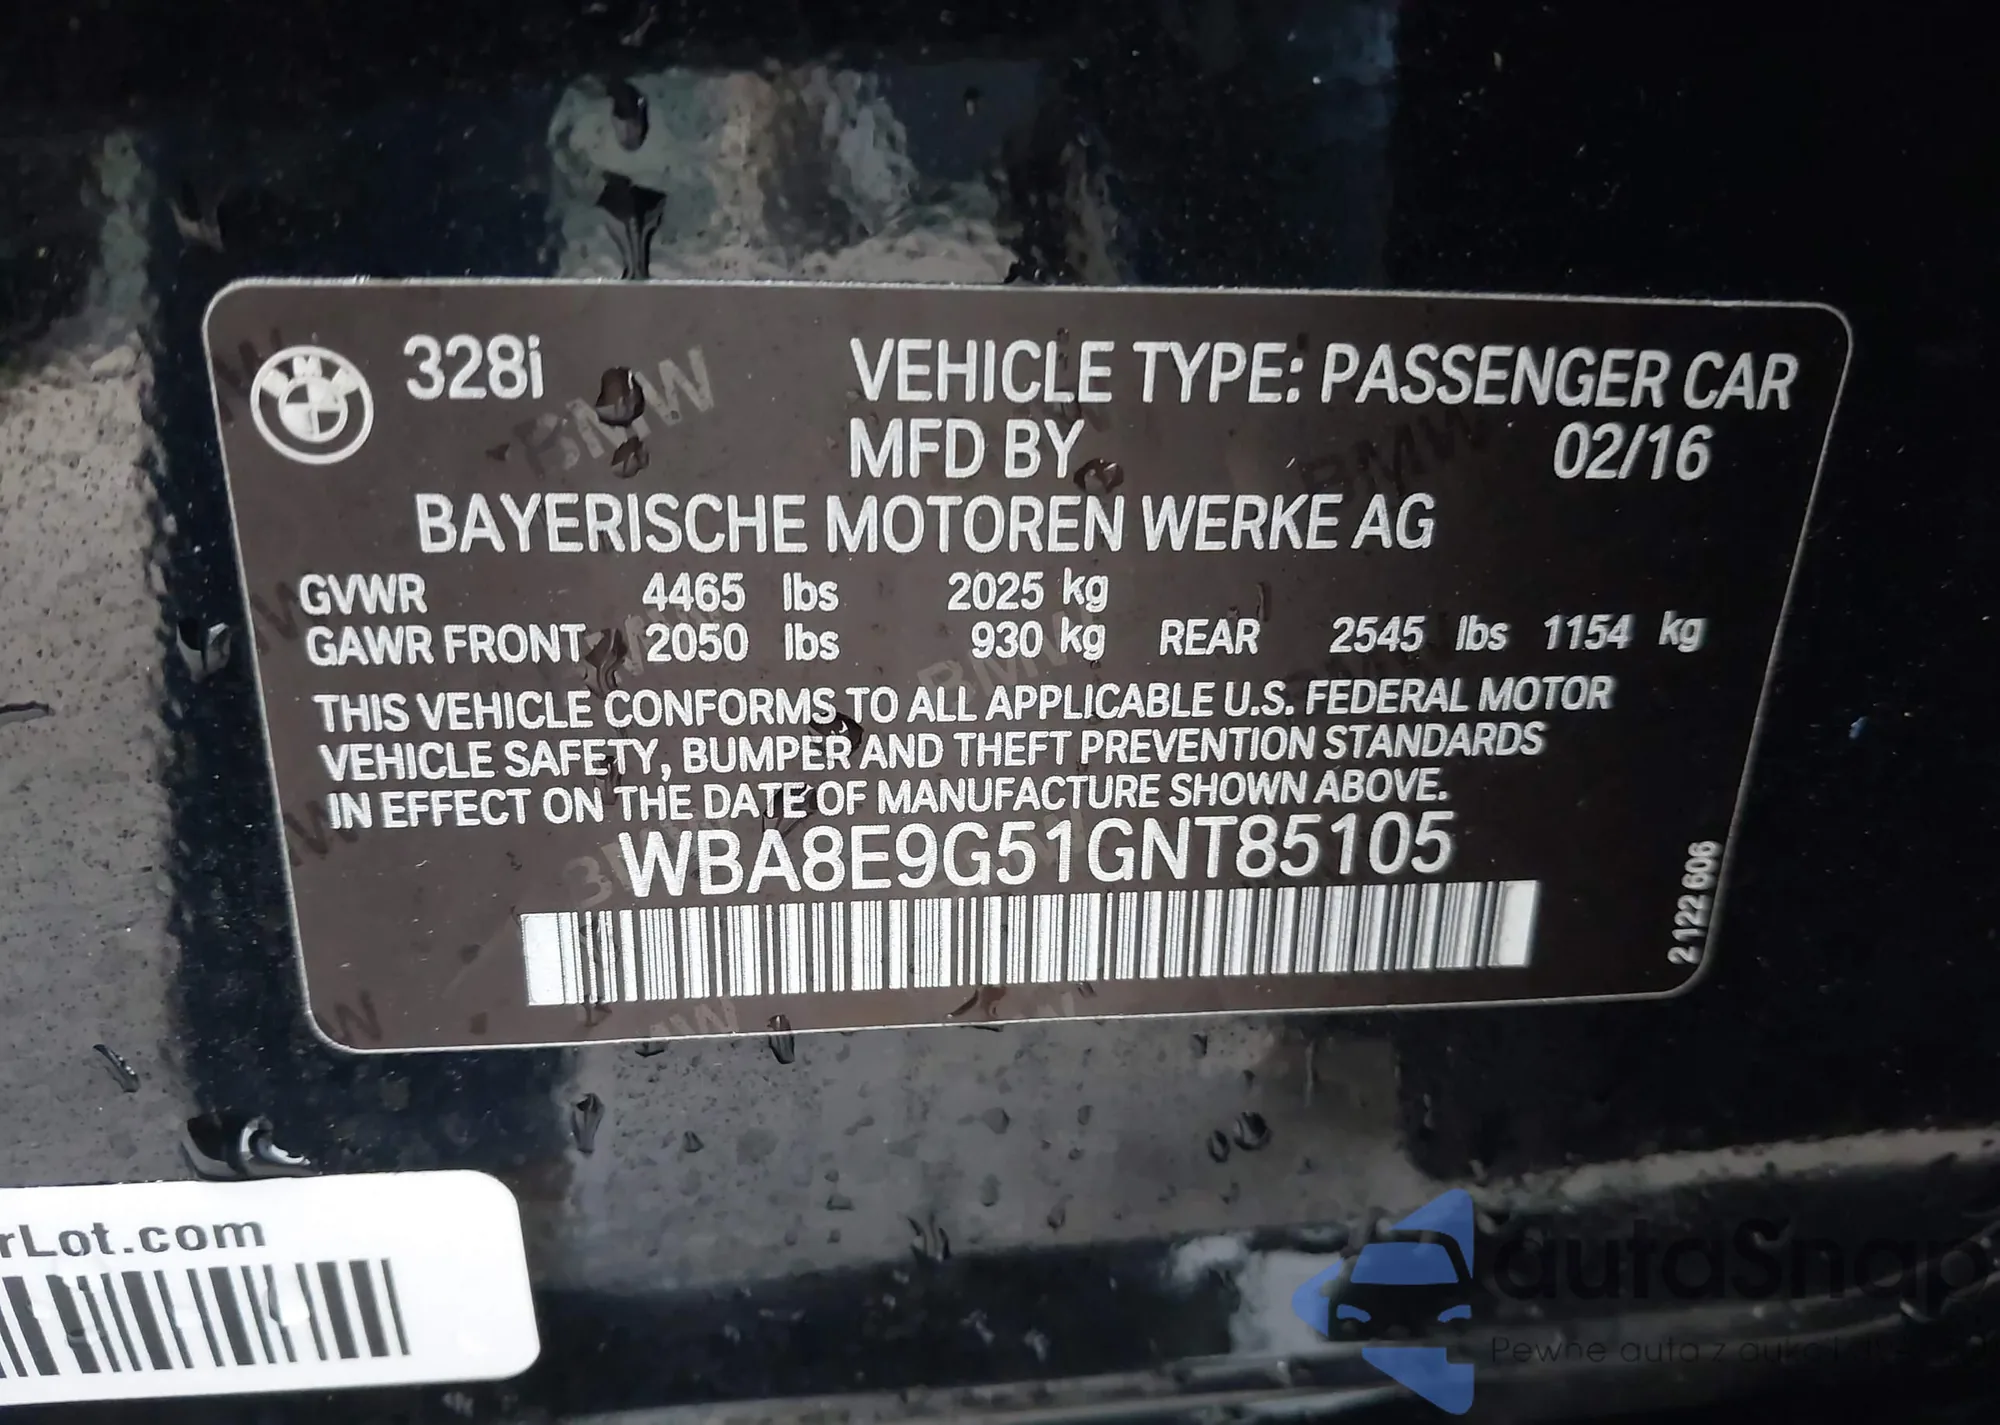 328i VEHICLE TYPE: PASSENGER CAR
MFD BY 02/16
BAYERISCHE MOTOREN WERKE AG
GVWR 4465 lbs 2025 kg
GAWR FRONT 2050 lbs 930 kg REAR 2545 lbs 1154 kg
THIS VEHICLE CONFORMS TO ALL APPLICABLE U.S. FEDERAL MOTOR
VEHICLE SAFETY, BUMPER AND THEFT PREVENTION STANDARDS
IN EFFECT ON THE DATE OF MANUFACTURE SHOWN ABOVE.
WBA8E9G51GNT85105
2 122 606
rLot.com
autoSnap
Pewne auta z